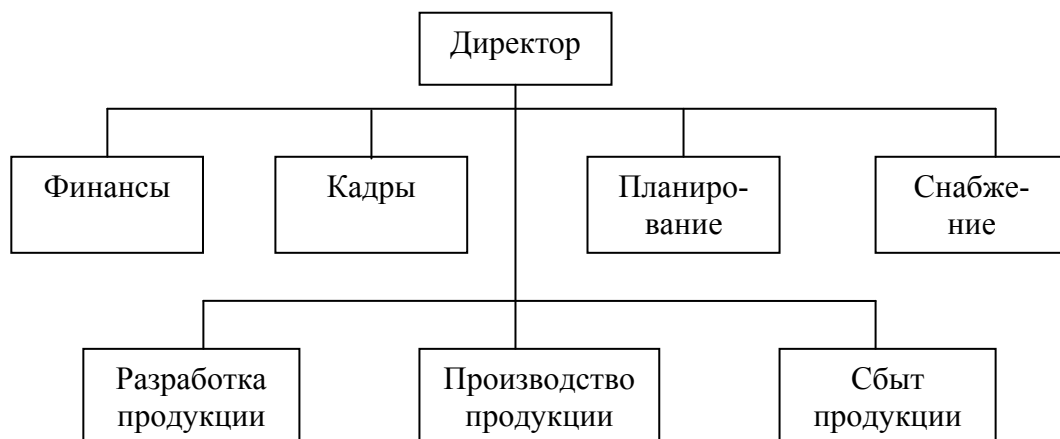 Директор
Финансы
Кадры
Планиро-
вание
Снабже-
ние
Разработка
продукции
Производство
продукции
Сбыт
продукции